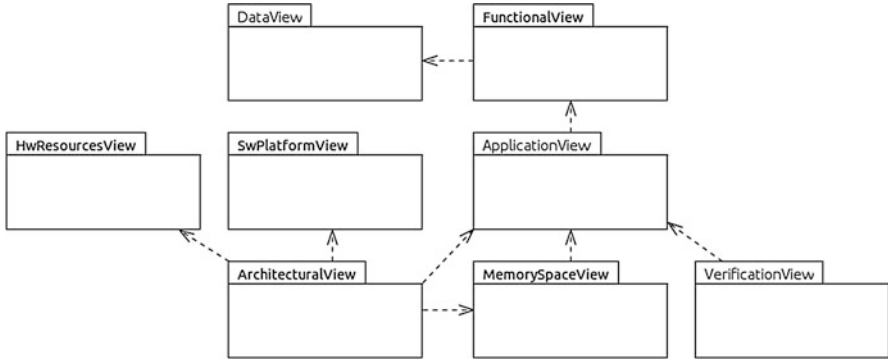 DataView
FunctionalView
HwResourcesView
SwPlatformView
ApplicationView
ArchitecturalView
MemorySpaceView
VerificationView